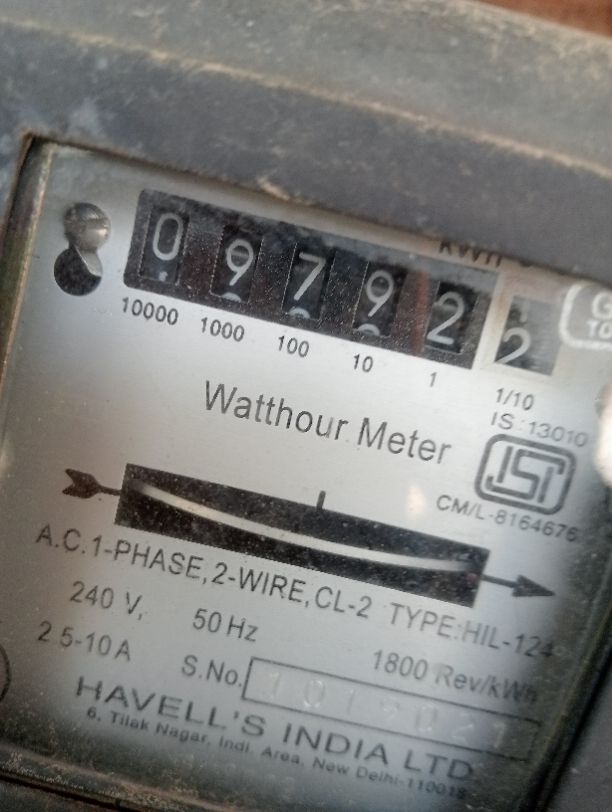 KWH
0 9 7 9 2 2
10000 1000 100 10 1 1/10
IS:13010
Watthour Meter
ISI
CM/L-8164676
A.C.1-PHASE,2-WIRE,CL-2 TYPE:HIL-124
240 V, 50 Hz 1800 Rev/kWh
2 5-10 A S.No.
HAVELL'S INDIA LTD
6, Tilak Nagar, Indl. Area, New Delhi-110018